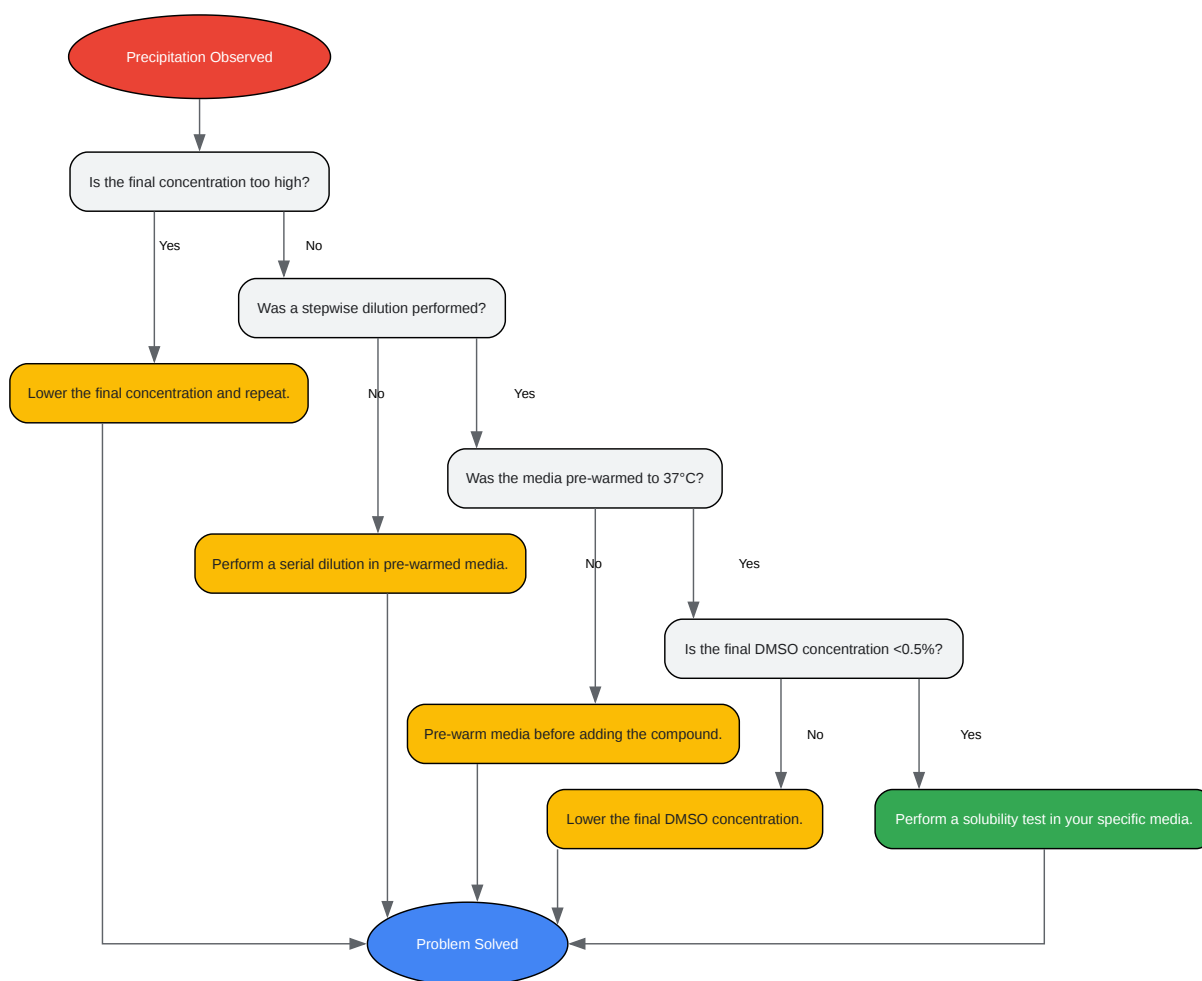 Precipitation Observed
Is the final concentration too high?
Yes
No
Was a stepwise dilution performed?
Lower the final concentration and repeat.
No
Yes
Was the media pre-warmed to 37°C?
Perform a serial dilution in pre-warmed media.
No
Yes
Is the final DMSO concentration <0.5%?
Pre-warm media before adding the compound.
No
Yes
Lower the final DMSO concentration.
Perform a solubility test in your specific media.
Problem Solved